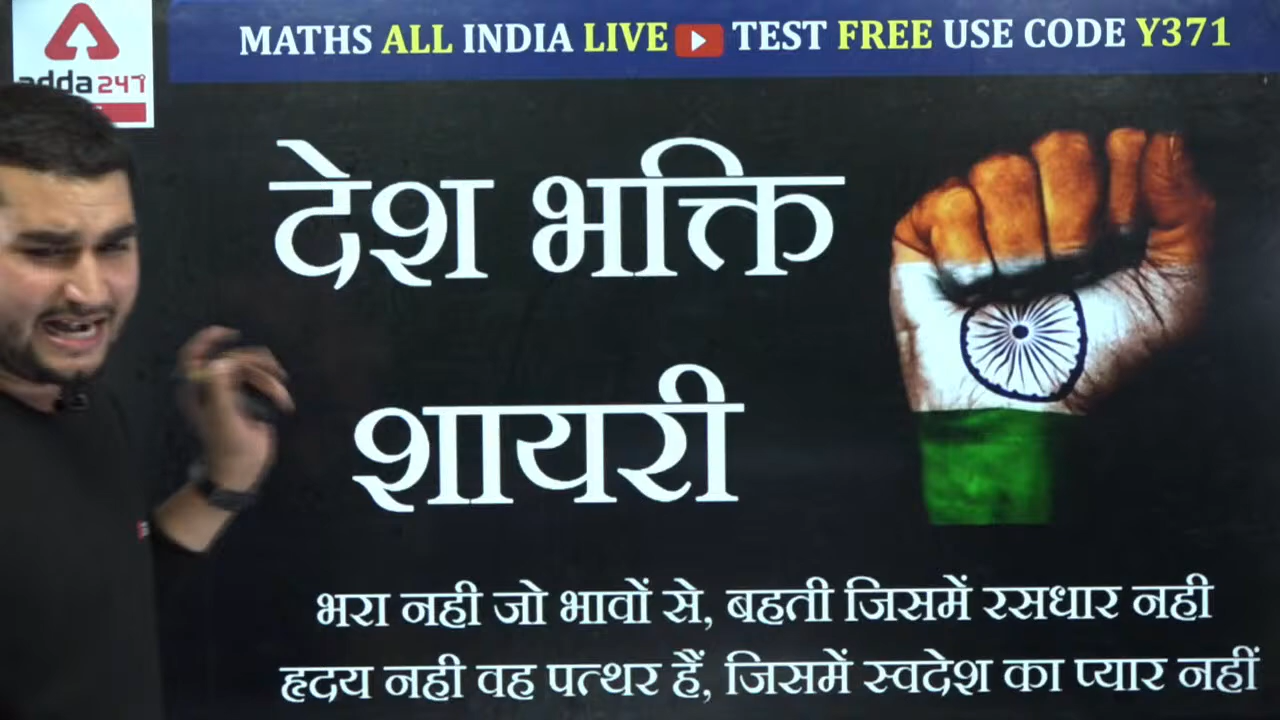 MATHS ALL INDIA LIVE TEST FREE USE CODE Y371
adda247
देश भक्ति
शायरी
भरा नही जो भावों से, बहती जिसमें रसधार नही
हृदय नही वह पत्थर हैं, जिसमें स्वदेश का प्यार नहीं